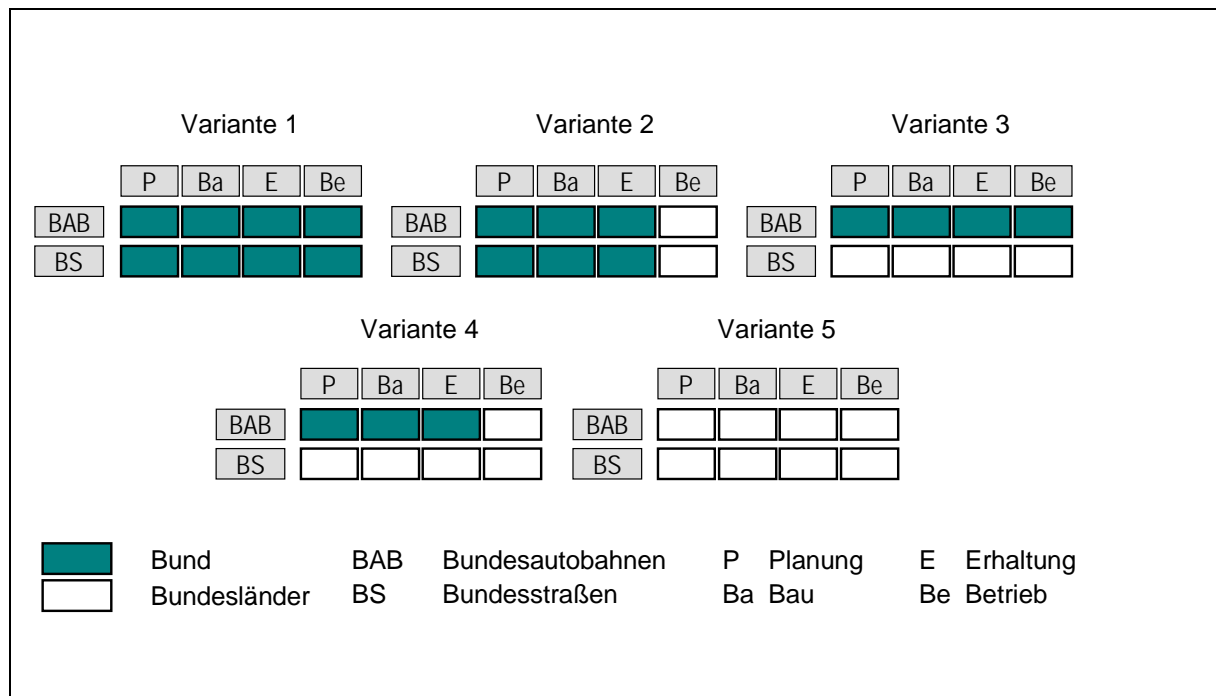 Variante 1 Variante 2 Variante 3
P Ba E Be P Ba E Be P Ba E Be
BAB BAB BAB
BS BS BS
Variante 4 Variante 5
P Ba E Be P Ba E Be
BAB BAB
BS BS
Bund BAB Bundesautobahnen P Planung E Erhaltung
Bundesländer BS Bundesstraßen Ba Bau Be Betrieb